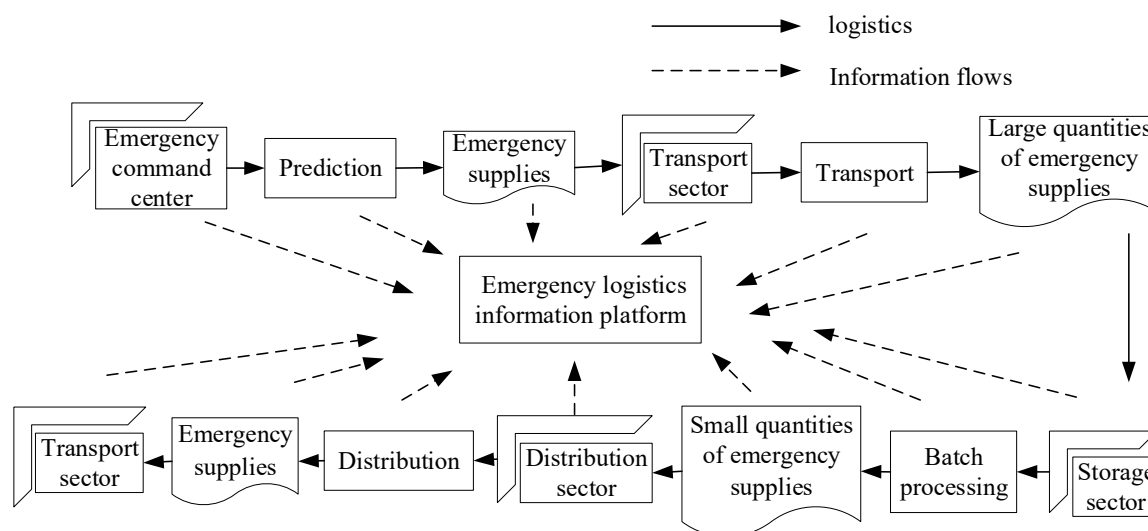 logistics
Information flows
Emergency
command
center
Prediction
Emergency
supplies
Transport
sector
Transport
Large quantities
of emergency
supplies
Emergency logistics
information platform
Transport
sector
Emergency
supplies
Distribution
Distribution
sector
Small quantities
of emergency
supplies
Batch
processing
Storage
sector